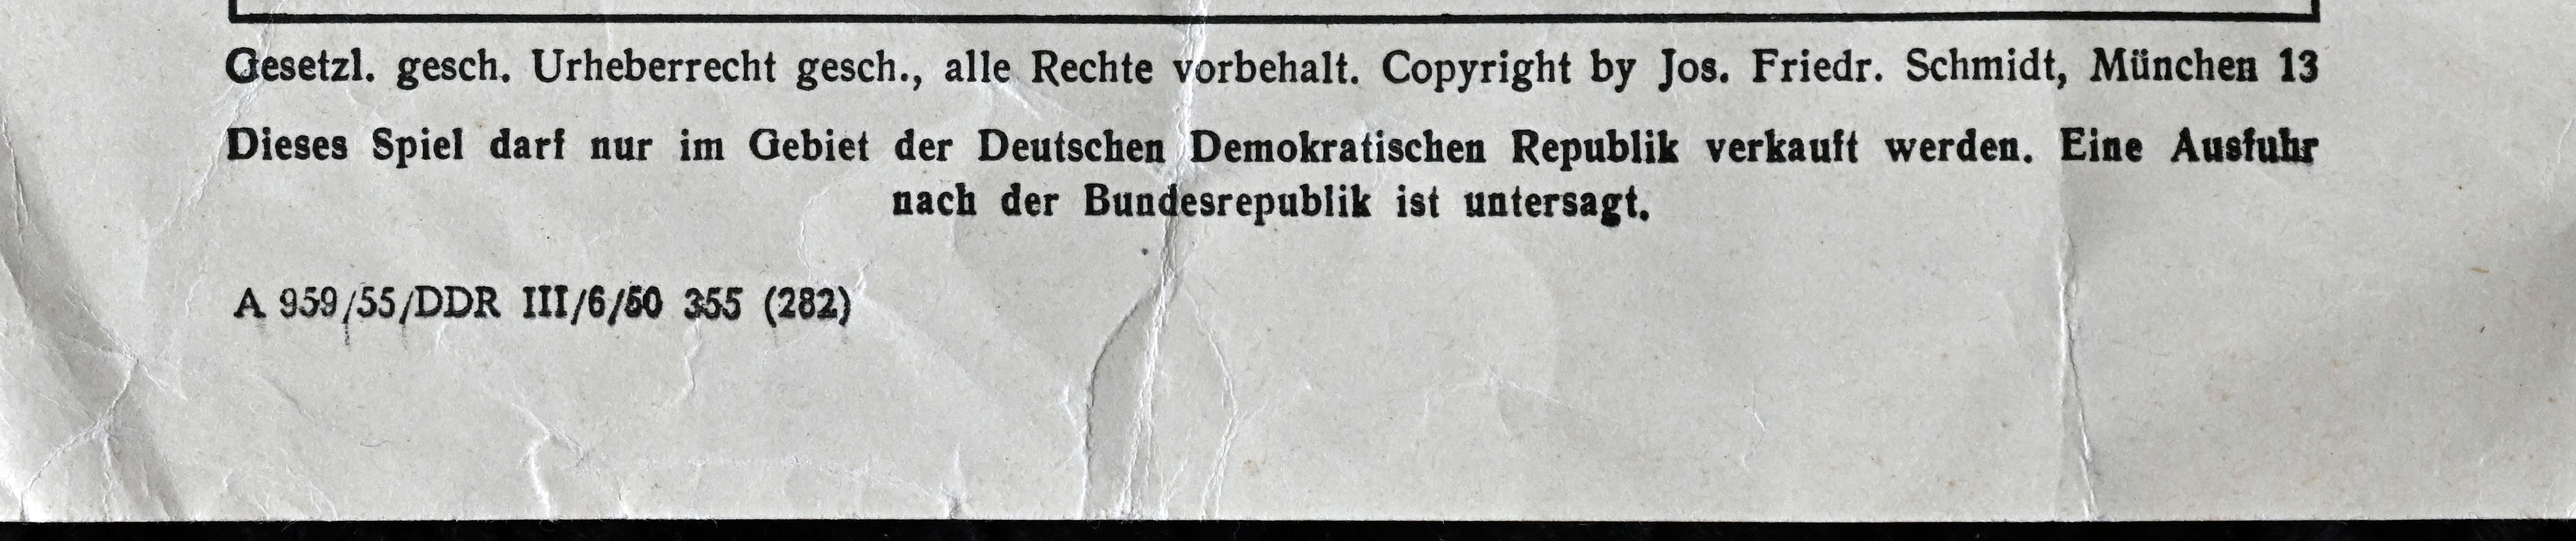 Gesetzl. gesch. Urheberrecht gesch., alle Rechte vorbehalt. Copyright by Jos. Friedr. Schmidt, München 13
Dieses Spiel darf nur im Gebiet der Deutschen Demokratischen Republik verkauft werden. Eine Ausfuhr
nach der Bundesrepublik ist untersagt.
A 959/55/DDR III/6/50 355 (282)